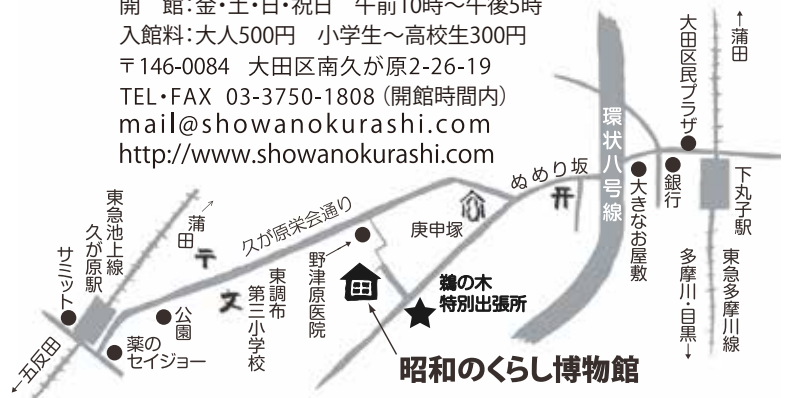 開　館：金・土・日・祝日　午前10時〜午後5時
入館料：大人500円　小学生〜高校生300円
〒146-0084　大田区南久が原2-26-19
TEL・FAX　03-3750-1808（開館時間内）
mail@showanokurashi.com
http://www.showanokurashi.com
←蒲田
大田区民プラザ
環状八号線
ぬめり坂
銀行
大きなお屋敷
下丸子駅
東急多摩川線
多摩川・目黒→
東急池上線
久が原駅
蒲田→
サミット
久が原栄会通り
庚申塚
野津原医院
東調布
第三小学校
公園
薬の
セイジョー
←五反田
鵜の木
特別出張所
昭和のくらし博物館